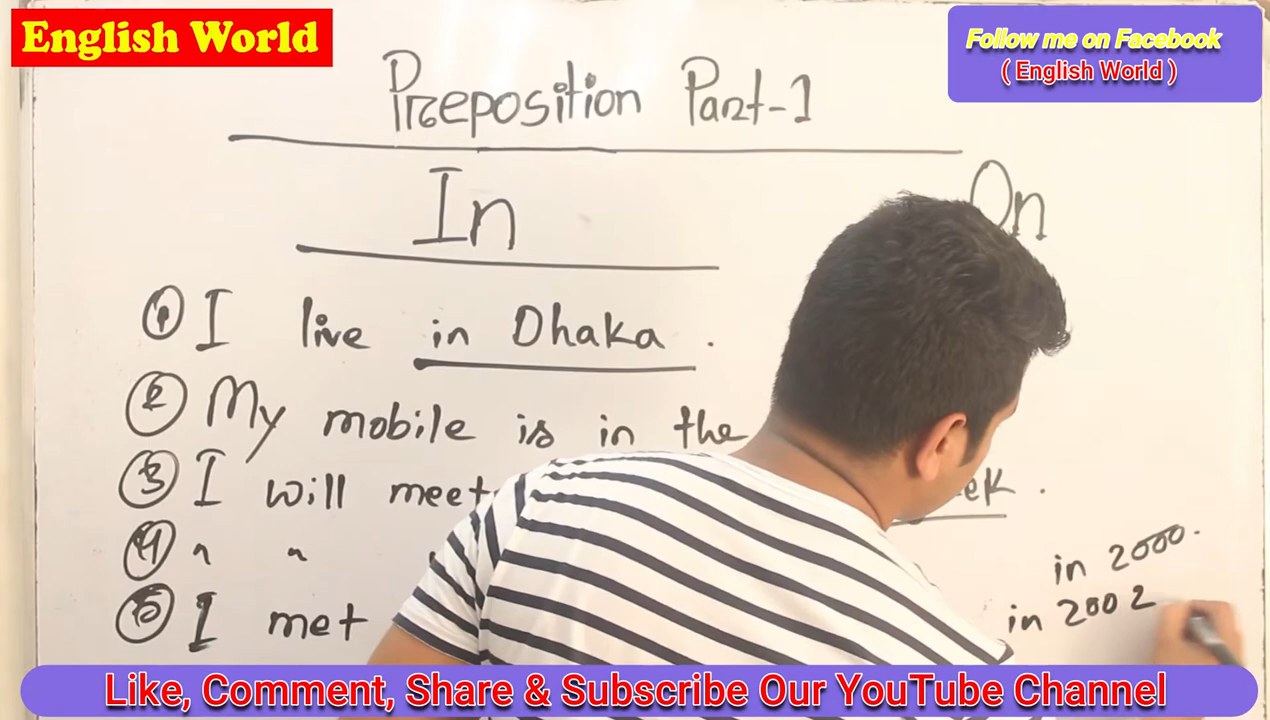 English World
Follow me on Facebook
( English World )
Preposition Part-1
In
On
1 I live in Dhaka .
2 My mobile is in the
3 I will meet
4 " "
in 2000.
5 I met
in 2002
Like, Comment, Share & Subscribe Our YouTube Channel